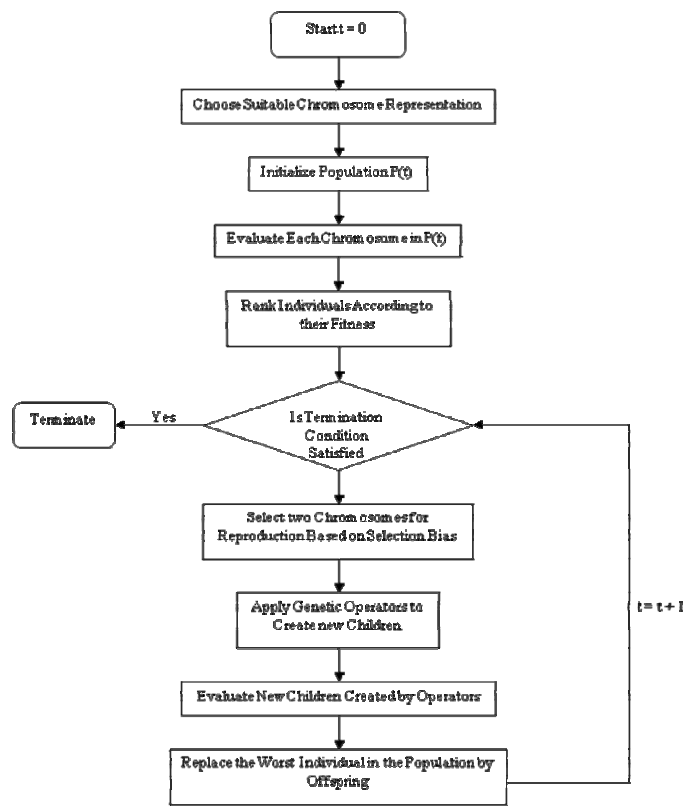 Start t = 0
Choose Suitable Chromosome Representation
Initialize Population P(t)
Evaluate Each Chromosome in P(t)
Rank Individuals According to
their Fitness
Is Termination
Condition
Satisfied
Yes
Terminate
Select two Chromosomes for
Reproduction Based on Selection Bias
Apply Genetic Operators to
Create new Children
t = t + 1
Evaluate New Children Created by Operators
Replace the Worst Individual in the Population by
Offspring